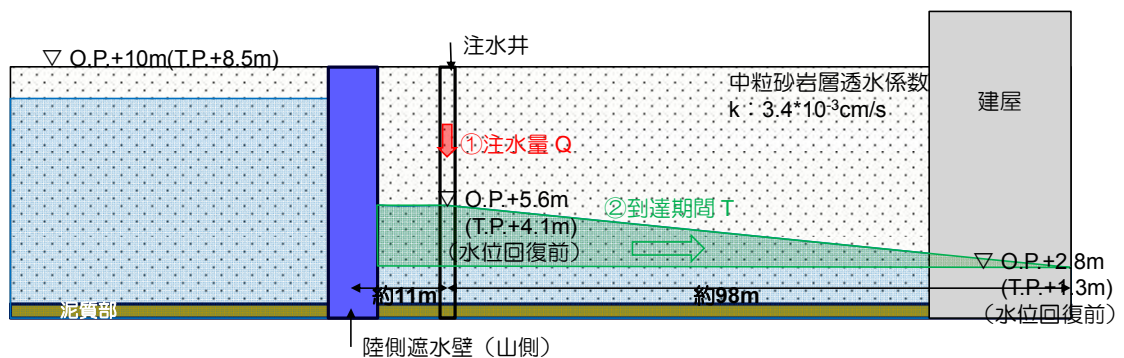 注水井
▽ O.P.+10m(T.P.+8.5m)
中粒砂岩層透水係数
k：3.4*10-3cm/s
建屋
①注水量 Q
▽ O.P.+5.6m
(T.P.+4.1m)
（水位回復前）
②到達期間 T
▽ O.P.+2.8m
(T.P.+1.3m)
（水位回復前）
約11m
約98m
泥質部
陸側遮水壁（山側）